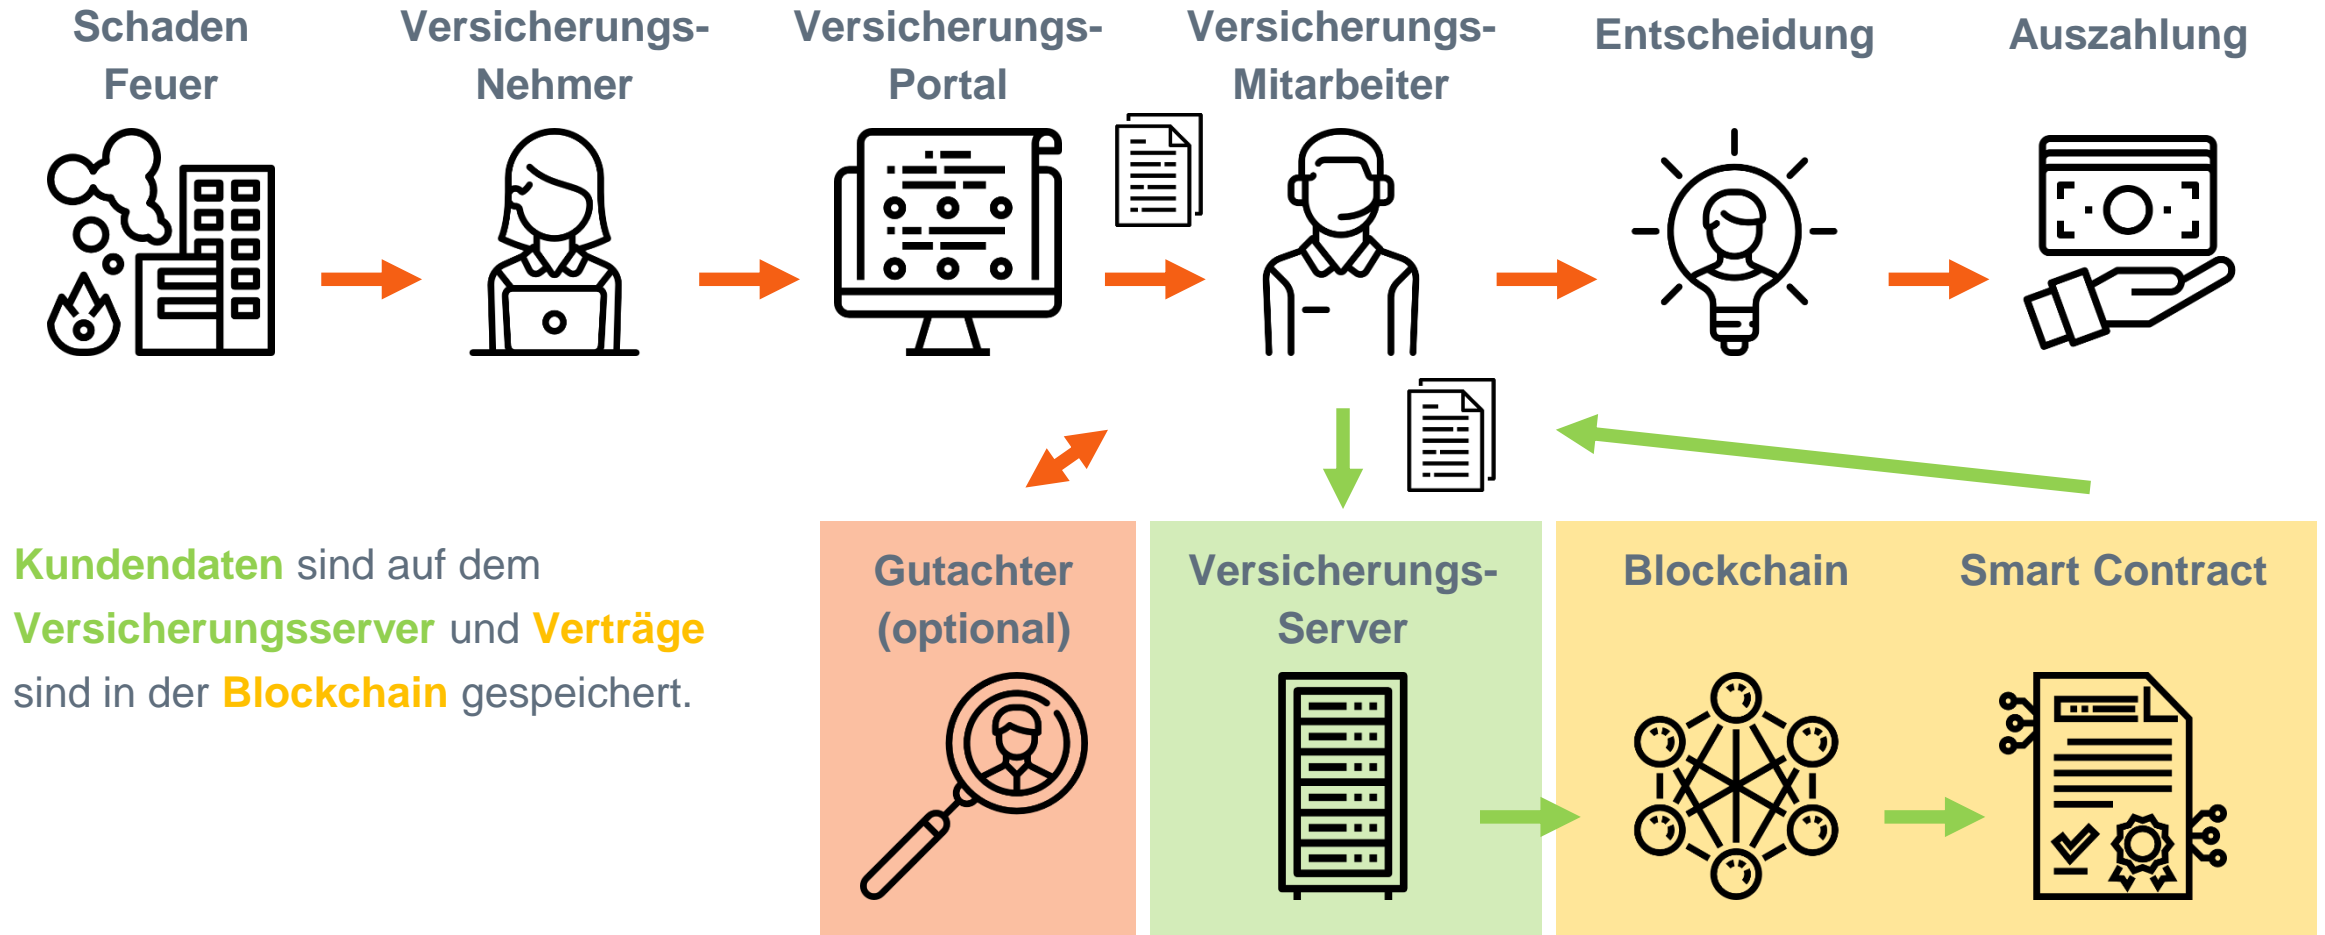 Schaden
Feuer
Versicherungs-
Nehmer
Versicherungs-
Portal
Versicherungs-
Mitarbeiter
Entscheidung
Auszahlung
Kundendaten sind auf dem
Versicherungsserver und Verträge
sind in der Blockchain gespeichert.
Gutachter
(optional)
Versicherungs-
Server
Blockchain
Smart Contract